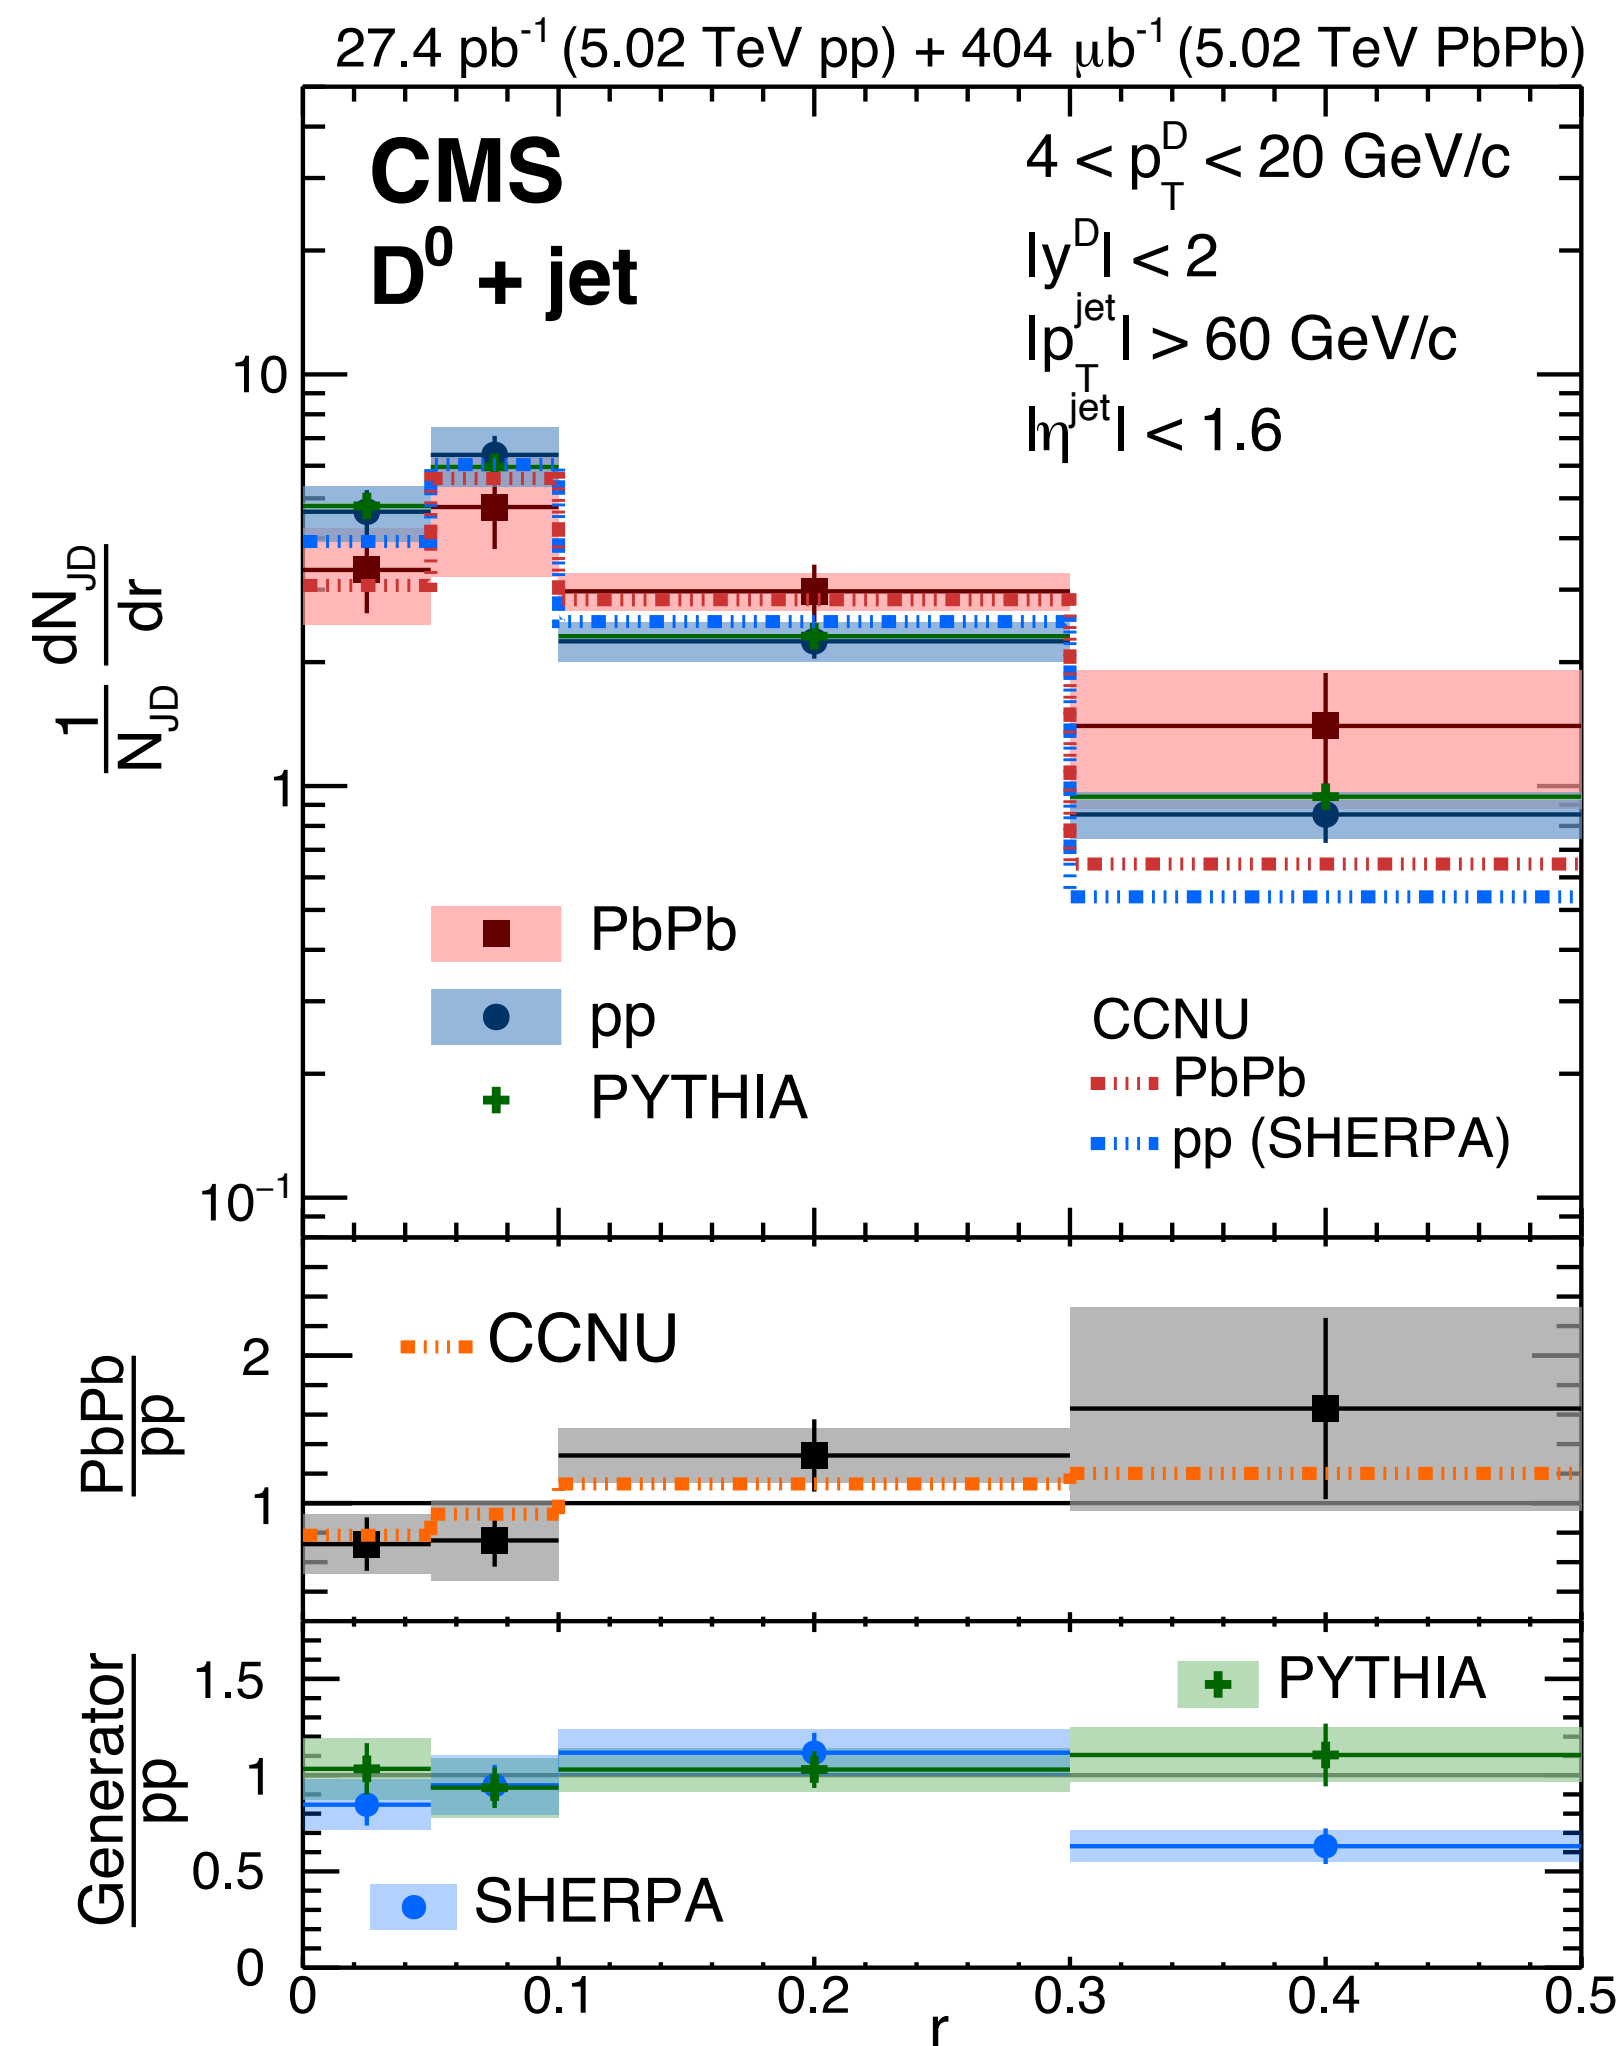 27.4 pb-1 (5.02 TeV pp) + 404 μb-1 (5.02 TeV PbPb)
CMS
D0 + jet
4 < pTD < 20 GeV/c
|yD| < 2
|pTjet| > 60 GeV/c
|ηjet| < 1.6
1/NJD dNJD/dr
10
1
10−1
PbPb
pp
PYTHIA
CCNU
PbPb
pp (SHERPA)
PbPb
pp
2
1
CCNU
Generator
pp
1.5
1
0.5
0
PYTHIA
SHERPA
0 0.1 0.2 0.3 0.4 0.5
r